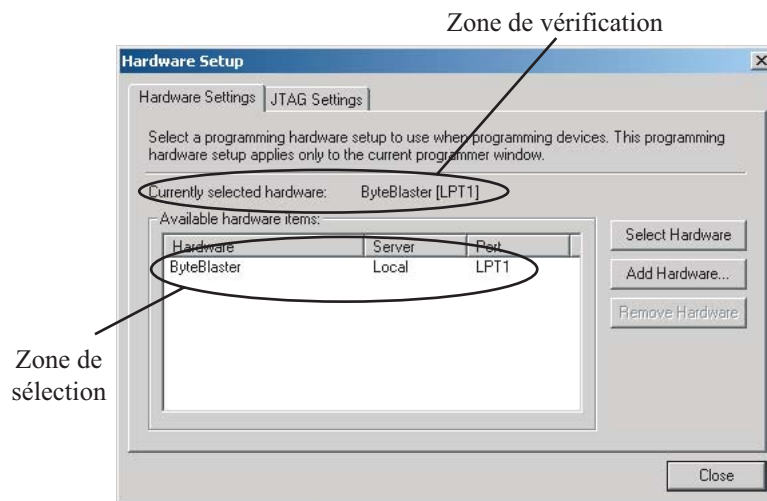 Zone de vérification
Hardware Setup
Hardware Settings
JTAG Settings
Select a programming hardware setup to use when programming devices. This programming
hardware setup applies only to the current programmer window.
Currently selected hardware: ByteBlaster [LPT1]
Available hardware items:
Hardware Server Port
ByteBlaster Local LPT1
Select Hardware
Add Hardware...
Remove Hardware
Zone de
sélection
Close